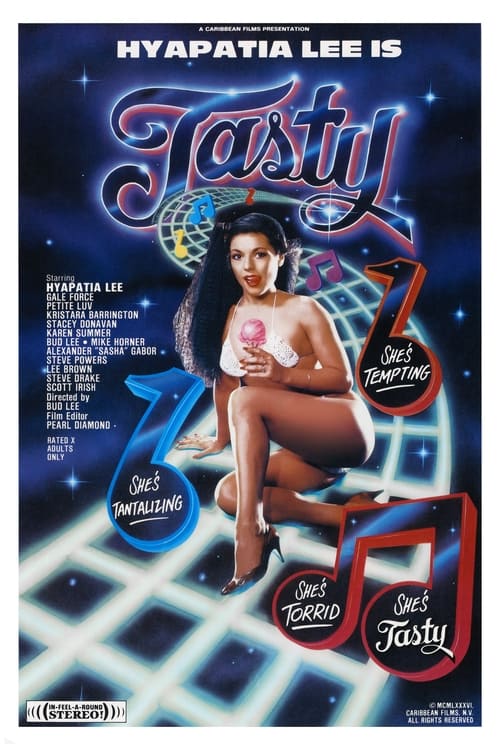 A CARIBBEAN FILMS PRESENTATION
HYAPATIA LEE IS
Tasty
Starring
HYAPATIA LEE
GALE FORCE
PETITE LUV
KRISTARA BARRINGTON
STACEY DONAVAN
KAREN SUMMER
BUD LEE • MIKE HORNER
ALEXANDER "SASHA" GABOR
STEVE POWERS
LEE BROWN
STEVE DRAKE
SCOTT IRISH
Directed by
BUD LEE
Film Editor
PEARL DIAMOND
RATED X
ADULTS
ONLY
SHE'S
TEMPTING
SHE'S
TANTALIZING
SHE'S
TORRID
SHE'S
Tasty
IN-FEEL-A-ROUND
STEREO!
© MCMLXXXVI,
CARIBBEAN FILMS, N.V.
ALL RIGHTS RESERVED